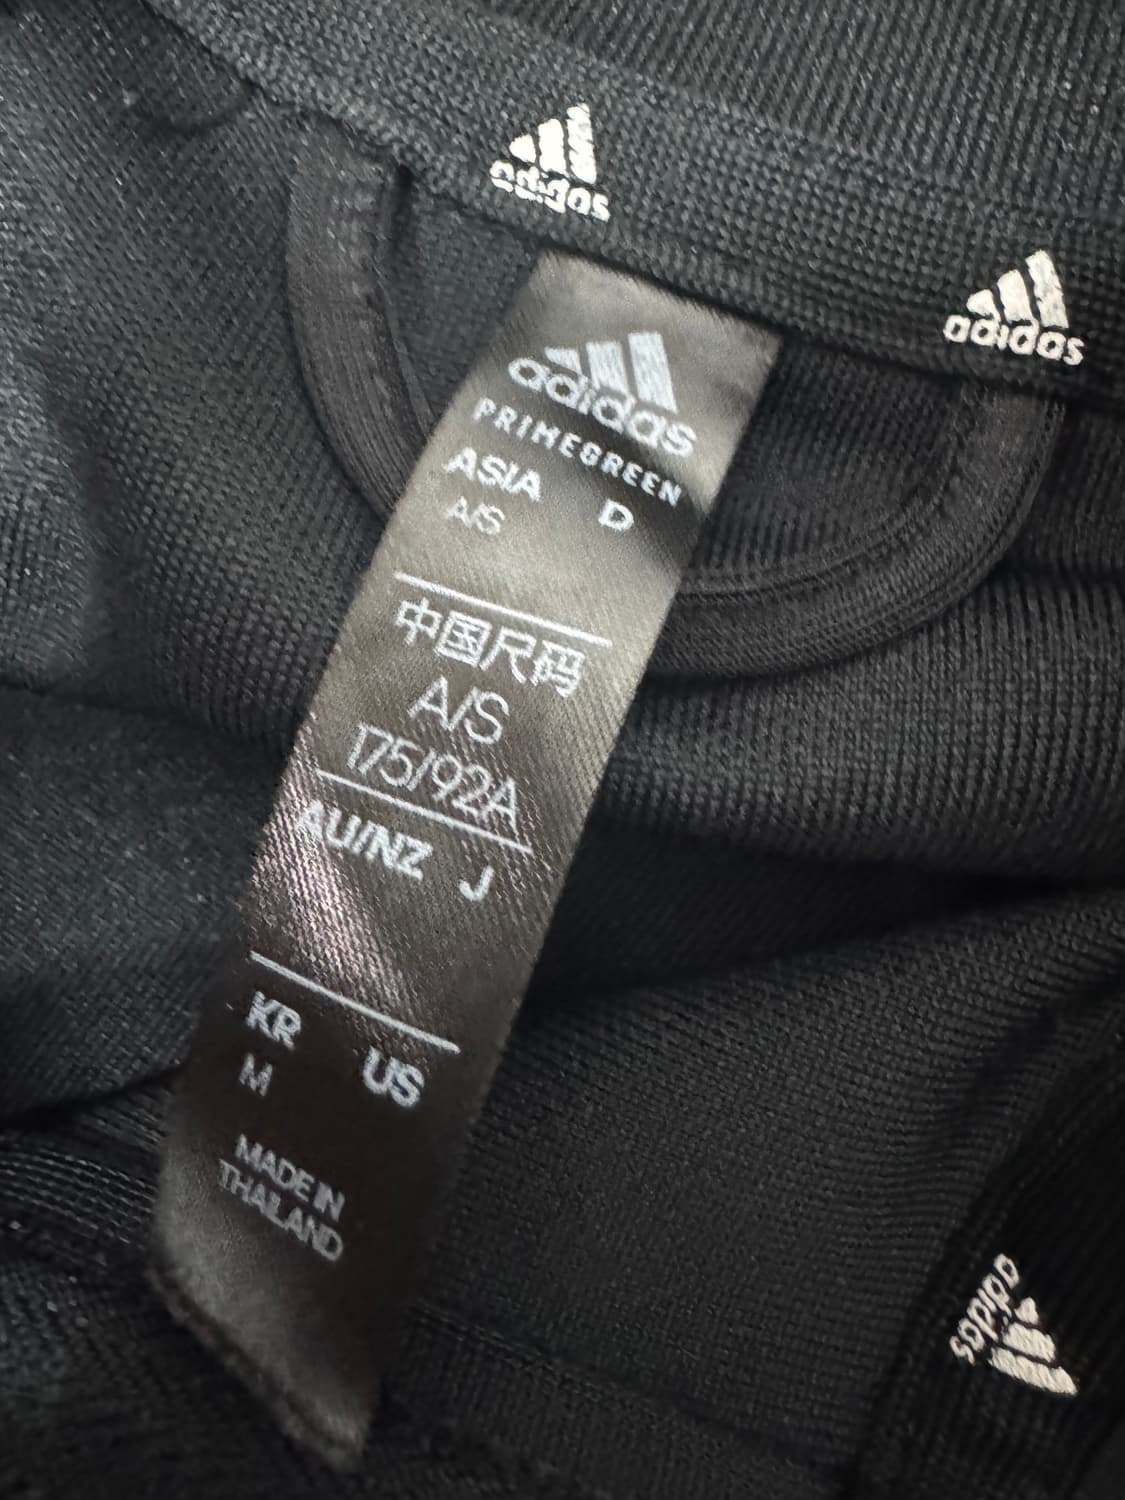 adidas
adidas
adidas
PRIMEGREEN
ASIA D
A/S
中国尺码
A/S
175/92A
AU/NZ J
KR US
M
MADE IN
THAILAND
adidas